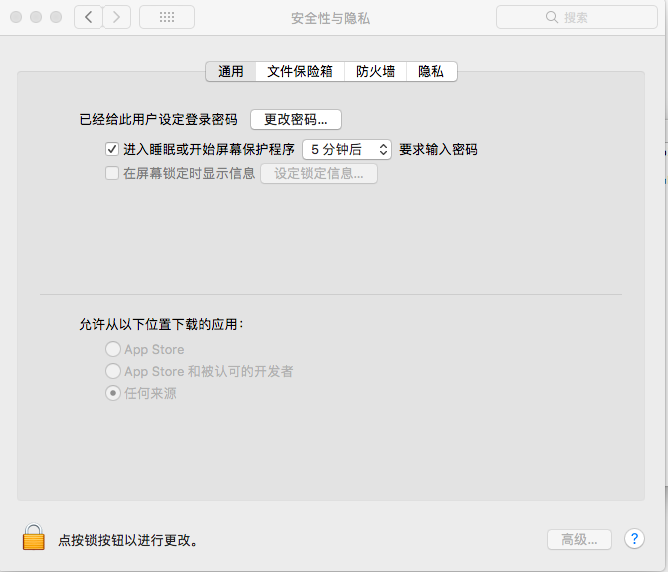 安全性与隐私
搜索
通用 文件保险箱 防火墙 隐私
已经给此用户设定登录密码 更改密码...
进入睡眠或开始屏幕保护程序 5 分钟后 要求输入密码
在屏幕锁定时显示信息 设定锁定信息...
允许从以下位置下载的应用：
App Store
App Store 和被认可的开发者
任何来源
点按锁按钮以进行更改。
高级... ?